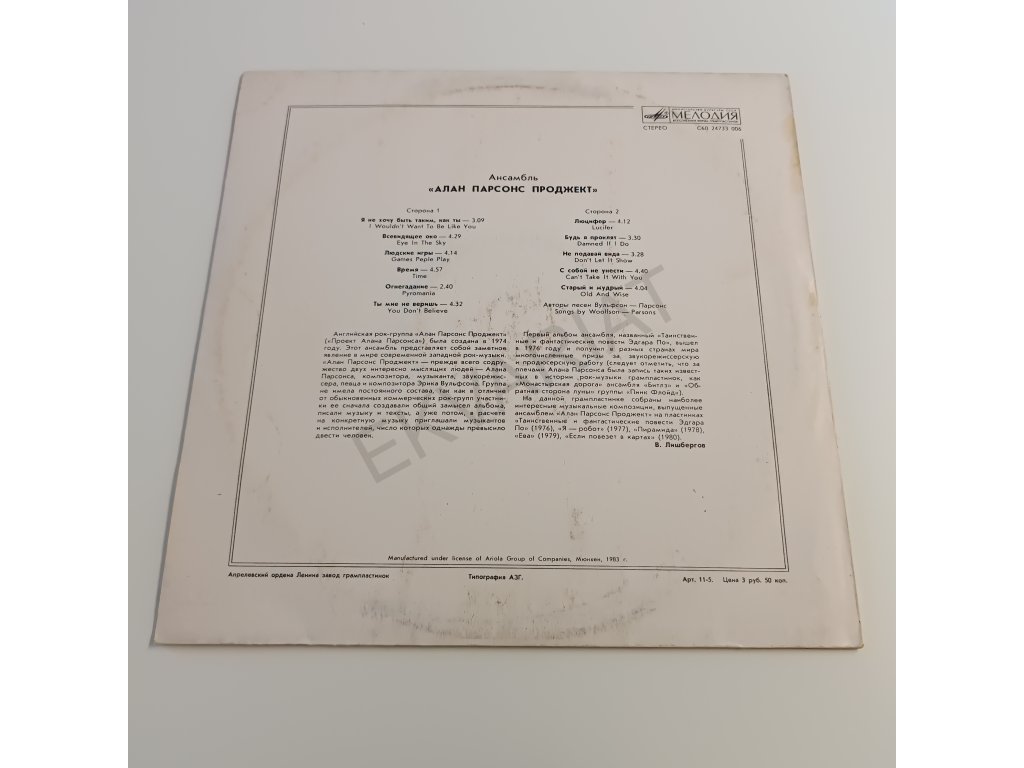 МЕЛОДИЯ
СТЕРЕО С60 24733 006
Ансамбль
«АЛАН ПАРСОНС ПРОДЖЕКТ»
Сторона 1
Я не хочу быть таким, как ты — 3.09
I Wouldn't Want To Be Like You
Всевидящее око — 4.29
Eye In The Sky
Людские игры — 4.14
Games Peple Play
Время — 4.57
Time
Огнегадание — 2.40
Pyromania
Ты мне не веришь — 4.32
You Don't Believe
Сторона 2
Люцифер — 4.12
Lucifer
Будь я проклят — 3.30
Damned If I Do
Не подавай вида — 3.28
Don't Let It Show
С собой не унести — 4.40
Can't Take It With You
Старый и мудрый — 4.04
Old And Wise
Авторы песен Вульфсон — Парсонс
Songs by Woolfson — Parsons
Английская рок-группа «Алан Парсонс Проджект»
(«Проект Алана Парсонса») была создана в 1974
году. Этот ансамбль представляет собой заметное
явление в мире современной западной рок-музыки.
«Алан Парсонс Проджект» — прежде всего содру-
жество двух интересно мыслящих людей — Алана
Парсонса, композитора, музыканта, звукорежис-
сера, певца и композитора Эрика Вульфсона. Группа
не имела постоянного состава, так как в отличие
от обыкновенных коммерческих рок-групп участни-
ки ее сначала создавали общий замысел альбома,
писали музыку и тексты, а уже потом, в расчете
на конкретную музыку приглашали музыкантов
и исполнителей, число которых однажды превысило
двести человек.
Первый альбом ансамбля, названный «Таинствен-
ные и фантастические повести Эдгара По», вышел
в 1976 году и получил в разных странах мира
многочисленные призы за звукорежиссерскую
и продюсерскую работу (следует отметить, что за
плечами Алана Парсонса была запись таких извест-
ных в истории рок-музыки грампластинок, как
«Монастырская дорога» ансамбля «Битлз» и «Об-
ратная сторона луны» группы «Пинк Флойд»).
На данной грампластинке собраны наиболее
интересные музыкальные композиции, выпущенные
ансамблем «Алан Парсонс Проджект» на пластинках
«Таинственные и фантастические повести Эдгара
По» (1976), «Я — робот» (1977), «Пирамида» (1978),
«Ева» (1979), «Если повезет в картах» (1980).
В. Лишбергов
Manufactured under license of Ariola Group of Companies, Мюнхен, 1983 г.
Апрелевский ордена Ленина завод грампластинок Типография АЗГ. Арт. 11-5. Цена 3 руб. 50 коп.